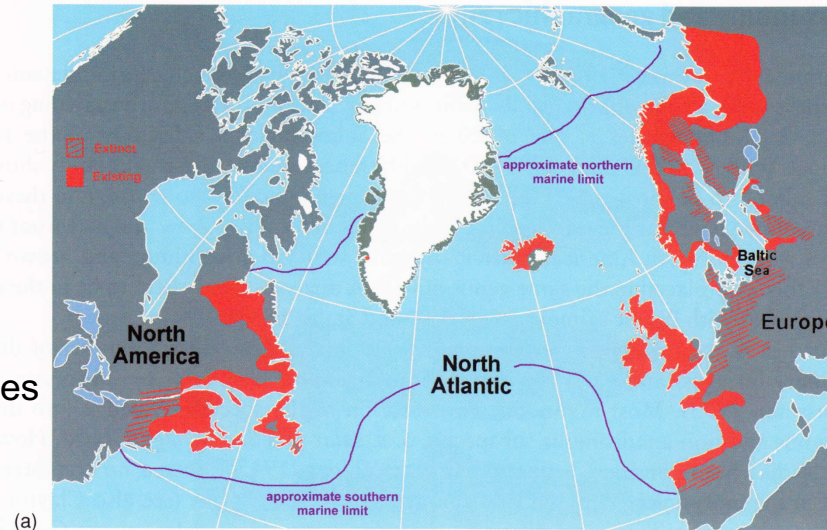 Extinct
Existing
approximate northern
marine limit
Baltic
Sea
Europe
North
America
North
Atlantic
es
approximate southern
marine limit
(a)